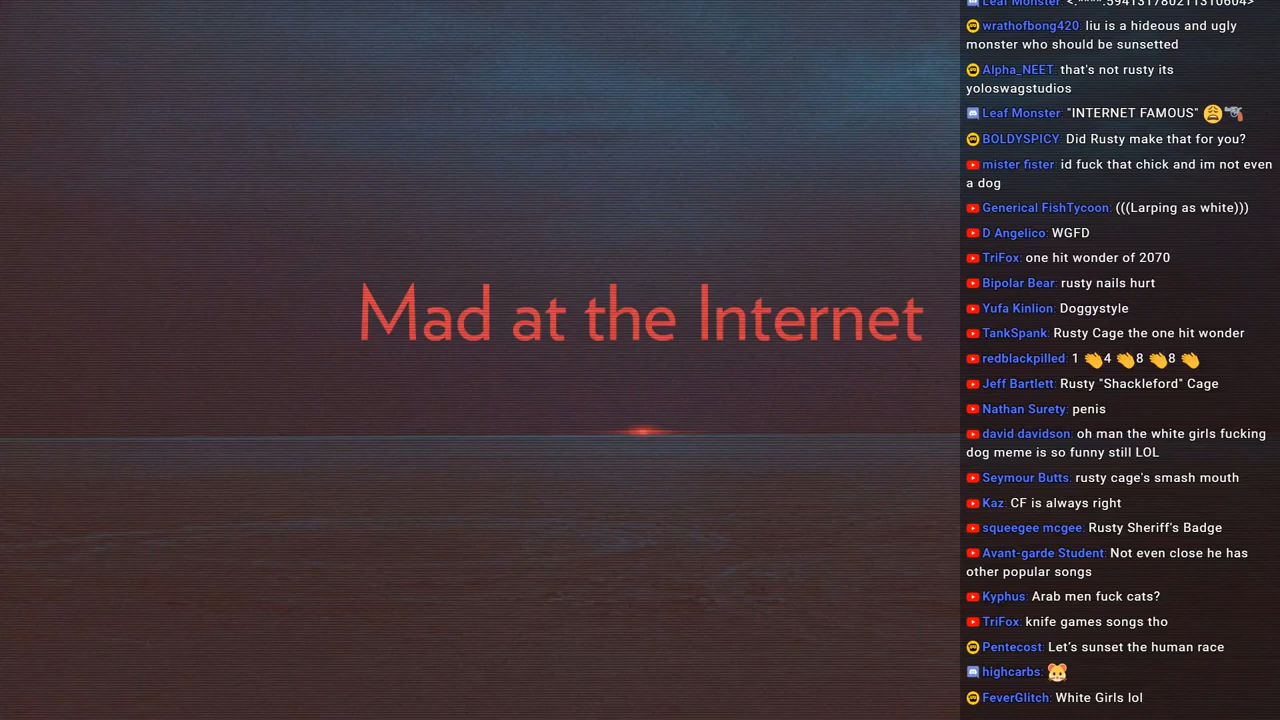 Mad at the Internet
Leaf Monster: <.****.594131780211310604>
wrathofbong420: liu is a hideous and ugly
monster who should be sunsetted
Alpha_NEET: that's not rusty its
yoloswagstudios
Leaf Monster: "INTERNET FAMOUS" 😩🔫
BOLDYSPICY: Did Rusty make that for you?
mister fister: id fuck that chick and im not even
a dog
Generical FishTycoon: (((Larping as white)))
D Angelico: WGFD
TriFox: one hit wonder of 2070
Bipolar Bear: rusty nails hurt
Yufa Kinlion: Doggystyle
TankSpank: Rusty Cage the one hit wonder
redblackpilled: 1 👏4 👏8 👏8 👏
Jeff Bartlett: Rusty "Shackleford" Cage
Nathan Surety: penis
david davidson: oh man the white girls fucking
dog meme is so funny still LOL
Seymour Butts: rusty cage's smash mouth
Kaz: CF is always right
squeegee mcgee: Rusty Sheriff's Badge
Avant-garde Student: Not even close he has
other popular songs
Kyphus: Arab men fuck cats?
TriFox: knife games songs tho
Pentecost: Let's sunset the human race
highcarbs: 🐹
FeverGlitch: White Girls lol